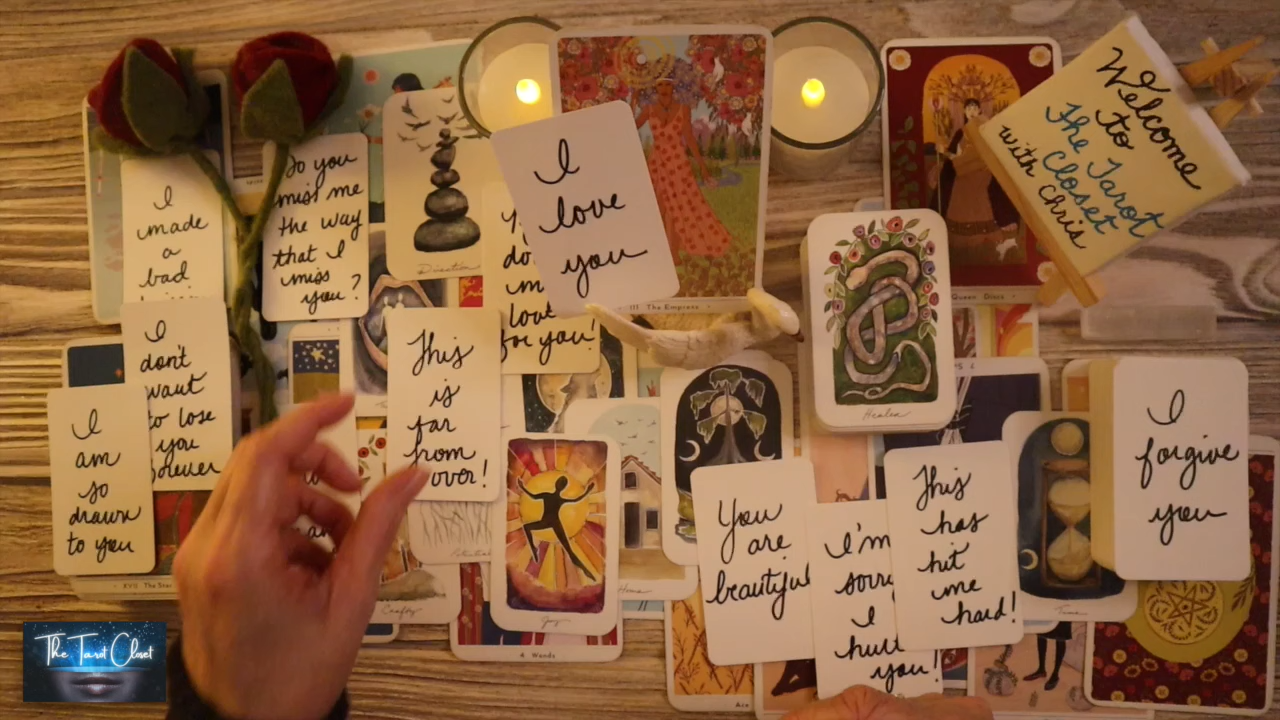 I
made
a
bad
Do you
miss me
the way
that I
miss
you?
Direction
I
love
you
love
for you!
III The Empress
Queen Discs
Welcome
to
The Tarot
Closet
with Chris
I
don't
want
to lose
you
forever
This
is
far
from
over!
Healer
I
forgive
you
I
am
so
drawn
to you
You
are
beautiful
I'm
sorry
I
hurt
you!
This
has
hit
me
hard!
Potential
Joy
Home
Time
Crafty
XVII The Star
4 Wands
Ace
The Tarot Closet